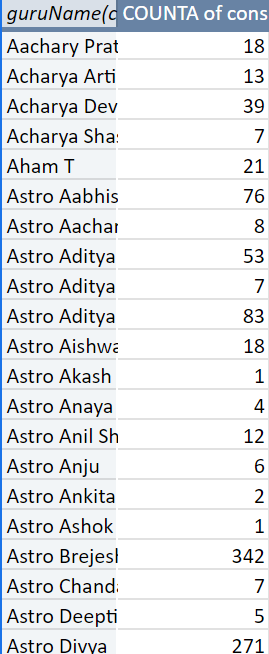 guruName(c COUNTA of cons
Aachary Prat 18
Acharya Arti 13
Acharya Dev 39
Acharya Sha 7
Aham T 21
Astro Aabhis 76
Astro Aachar 8
Astro Aditya 53
Astro Aditya 7
Astro Aditya 83
Astro Aishwa 18
Astro Akash 1
Astro Anaya 4
Astro Anil Sh 12
Astro Anju 6
Astro Ankita 2
Astro Ashok 1
Astro Brejesh 342
Astro Chanda 7
Astro Deepti 5
Astro Divya 271